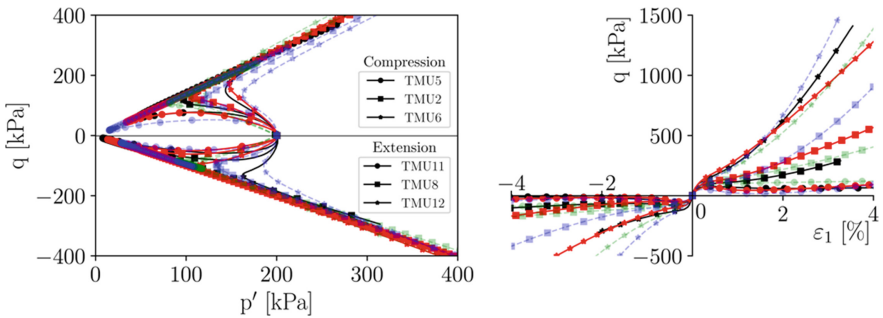 400
200
0
−200
−400
q [kPa]
0
100
200
300
400
p′ [kPa]
Compression
TMU5
TMU2
TMU6
Extension
TMU11
TMU8
TMU12
1500
1000
500
−500
q [kPa]
−4
−2
0
2
4
ε₁ [%]